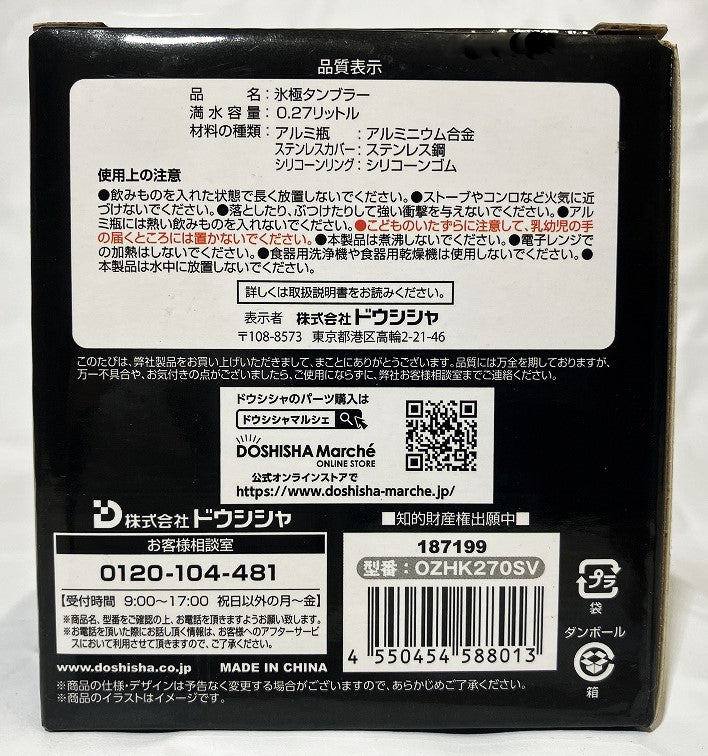 品質表示
品名：氷極タンブラー
満水容量：0.27リットル
材料の種類：アルミ瓶：アルミニウム合金
ステンレスカバー：ステンレス鋼
シリコーンリング：シリコーンゴム
使用上の注意
●飲みものを入れた状態で長く放置しないでください。●ストーブやコンロなど火気に近
づけないでください。●落としたり、ぶつけたりして強い衝撃を与えないでください。●アル
ミ瓶には熱い飲みものを入れないでください。●こどものいたずらに注意して、乳幼児の手
の届くところには置かないでください。●本製品は煮沸しないでください。●電子レンジで
の加熱はしないでください。●食器用洗浄機や食器用乾燥機は使用しないでください。●
本製品は水中に放置しないでください。
詳しくは取扱説明書をお読みください。
表示者 株式会社ドウシシャ
〒108-8573 東京都港区高輪2-21-46
このたびは、弊社製品をお買い上げいただきまして、まことにありがとうございます。品質には万全を期しておりますが、
万一不具合や、お気付きの点がございましたら、ご使用にならずに、弊社お客様相談室までご連絡ください。
ドウシシャのパーツ購入は
ドウシシャマルシェ
DOSHISHA Marché
ONLINE STORE
公式オンラインストアで
https://www.doshisha-marche.jp/
株式会社ドウシシャ
お客様相談室
0120-104-481
【受付時間 9:00〜17:00 祝日以外の月〜金】
※商品名、型番をご確認の上、お電話を頂きますようお願い致します。
※お電話を頂いた際にお話し頂く情報は、お客様へのアフターサービ
スにおいて利用させて頂きますので、ご了承ください。
www.doshisha.co.jp MADE IN CHINA
■知的財産権出願中■
187199
型番：OZHK270SV
4 550454 588013
プラ
袋
ダンボール
箱
※商品の仕様・デザインは予告なく変更する場合がございますので、あらかじめご了承ください。
※商品のイラストはイメージです。